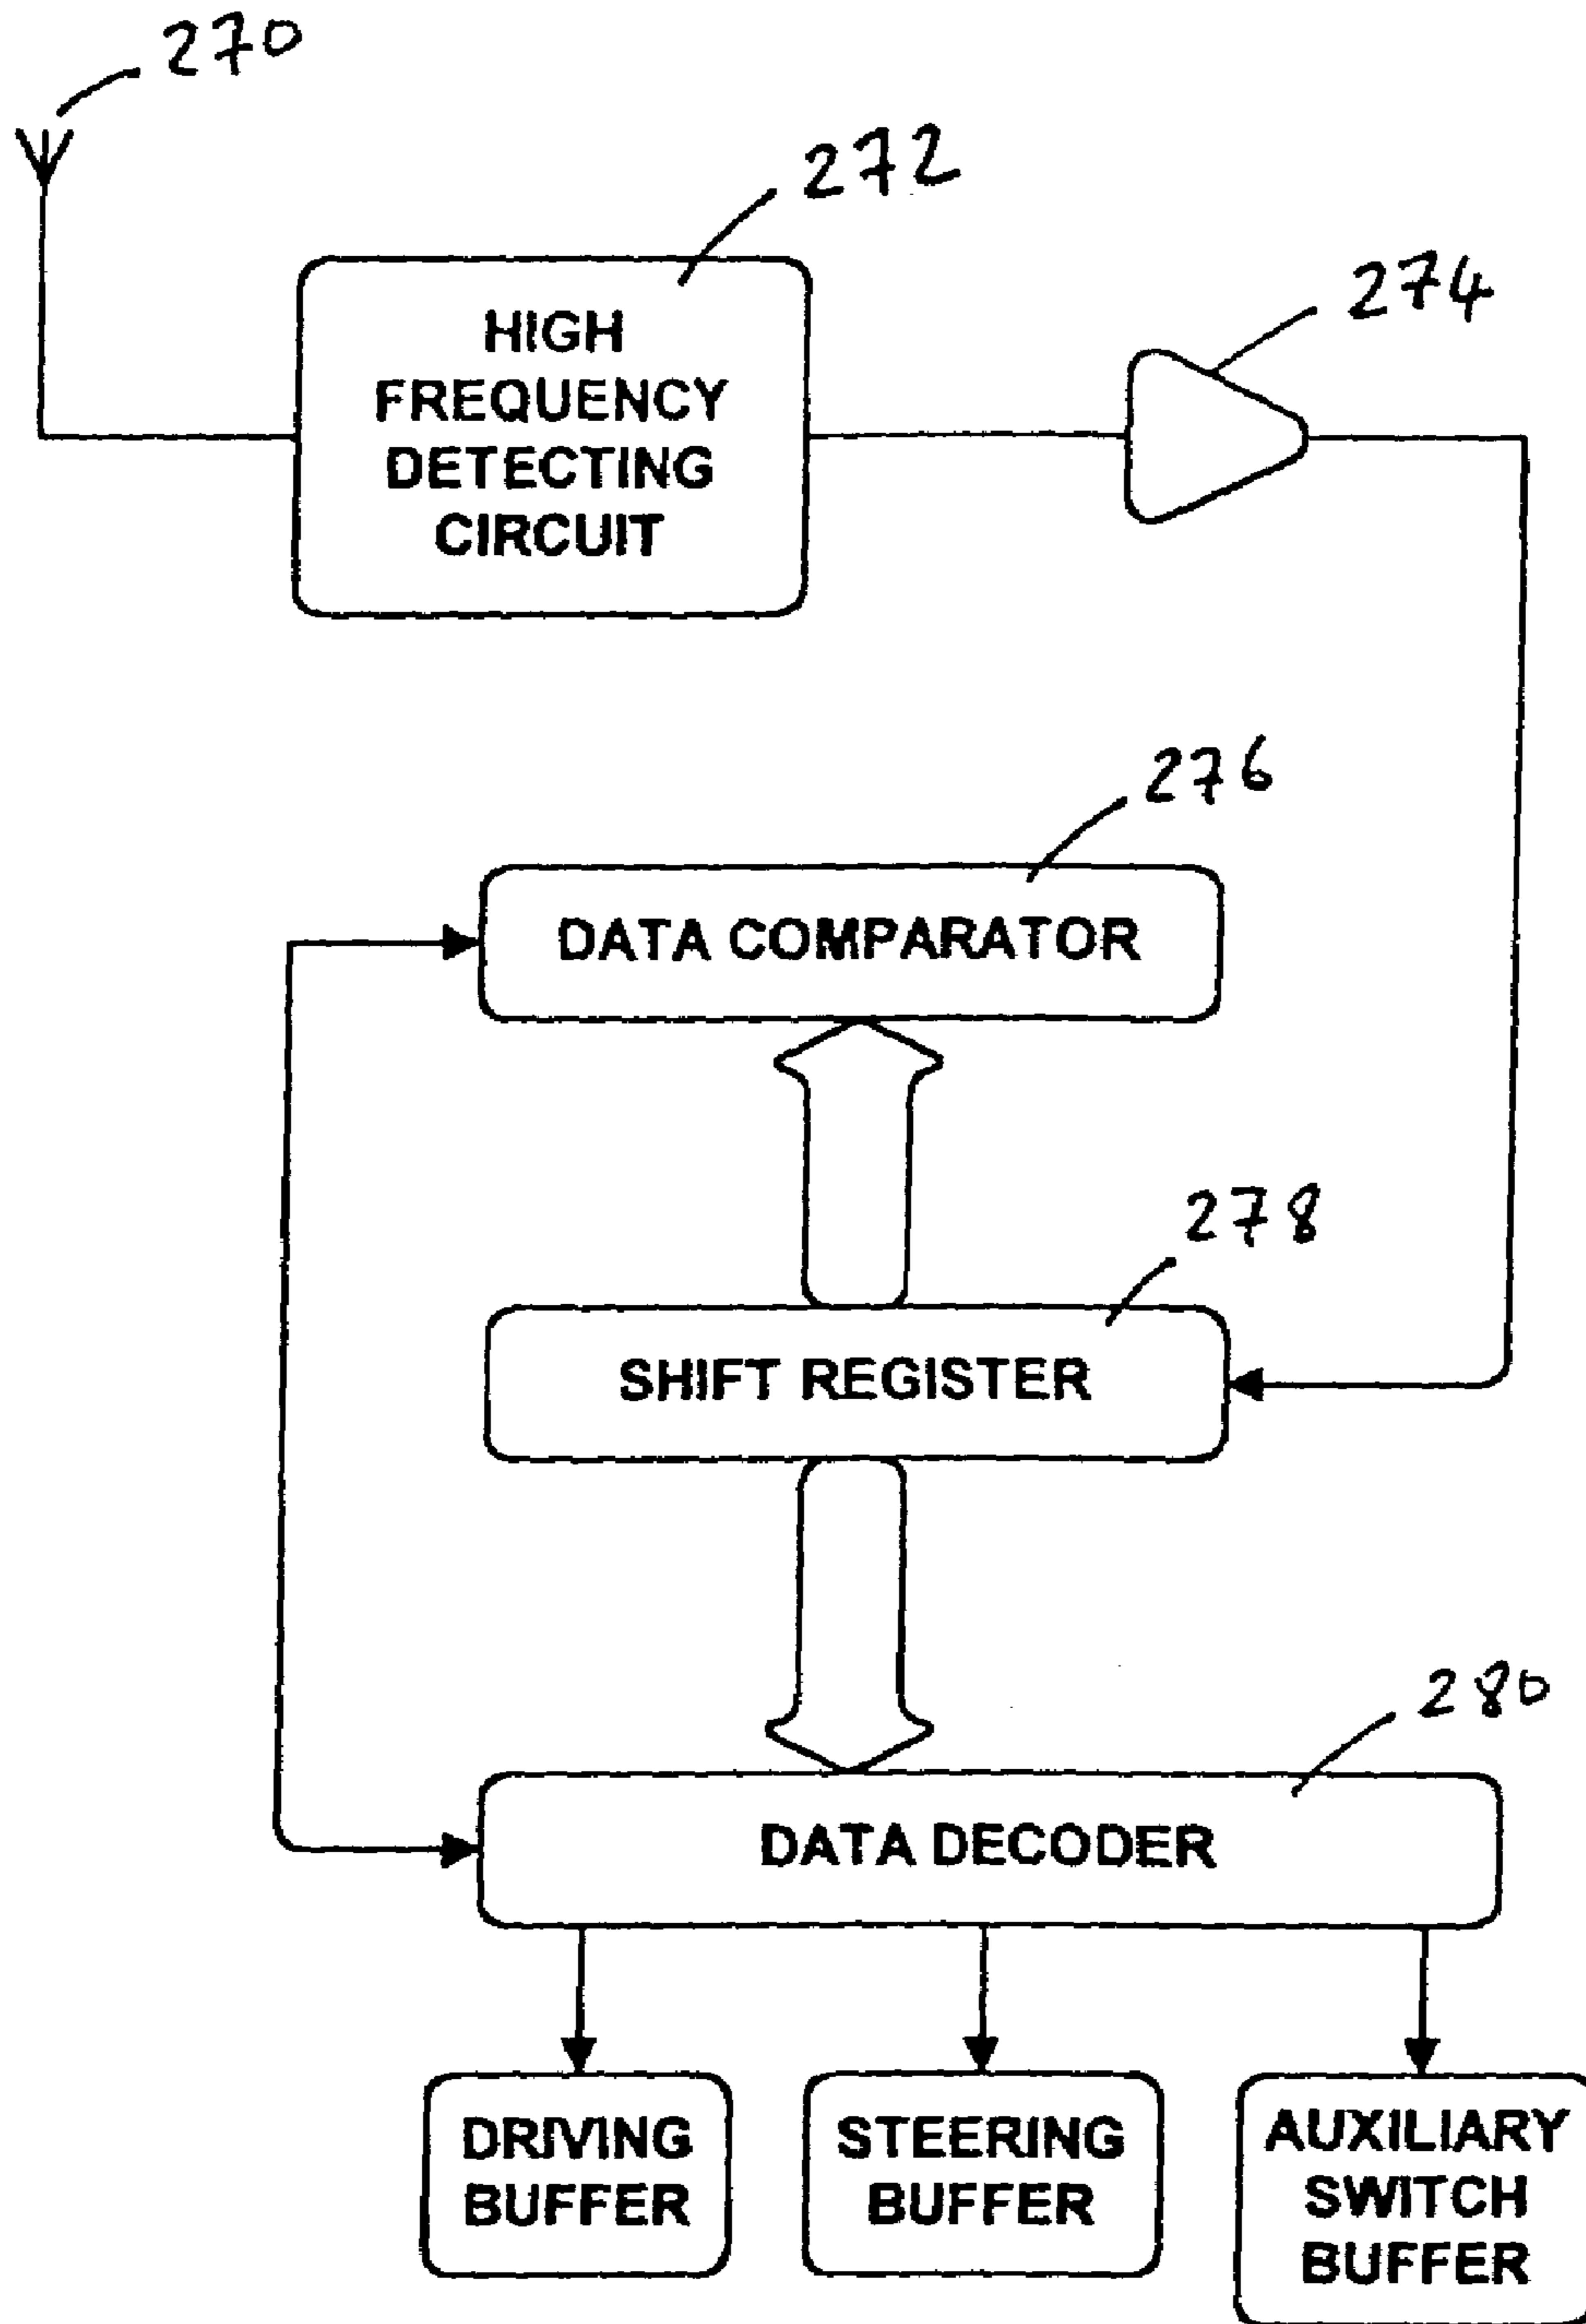 270
272
HIGH
FREQUENCY
DETECTING
CIRCUIT
274
276
DATA COMPARATOR
278
SHIFT REGISTER
280
DATA DECODER
DRIVING
BUFFER
STEERING
BUFFER
AUXILIARY
SWITCH
BUFFER